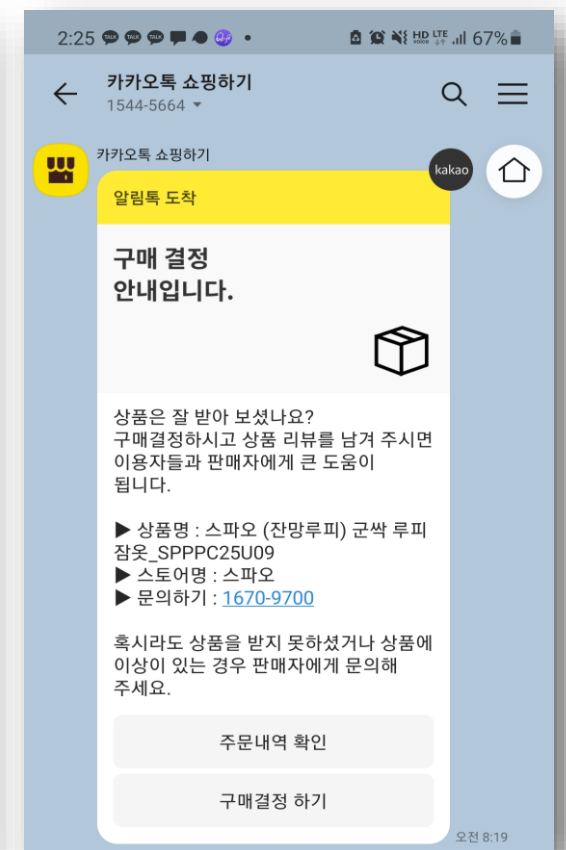 2:25 TALK TALK TALK HD voice LTE 67%
카카오톡 쇼핑하기
1544-5664
카카오톡 쇼핑하기
kakao
알림톡 도착
구매 결정
안내입니다.
상품은 잘 받아 보셨나요?
구매결정하시고 상품 리뷰를 남겨 주시면
이용자들과 판매자에게 큰 도움이
됩니다.
▶ 상품명 : 스파오 (잔망루피) 군싹 루피
잠옷_SPPPC25U09
▶ 스토어명 : 스파오
▶ 문의하기 : 1670-9700
혹시라도 상품을 받지 못하셨거나 상품에
이상이 있는 경우 판매자에게 문의해
주세요.
주문내역 확인
구매결정 하기
오전 8:19